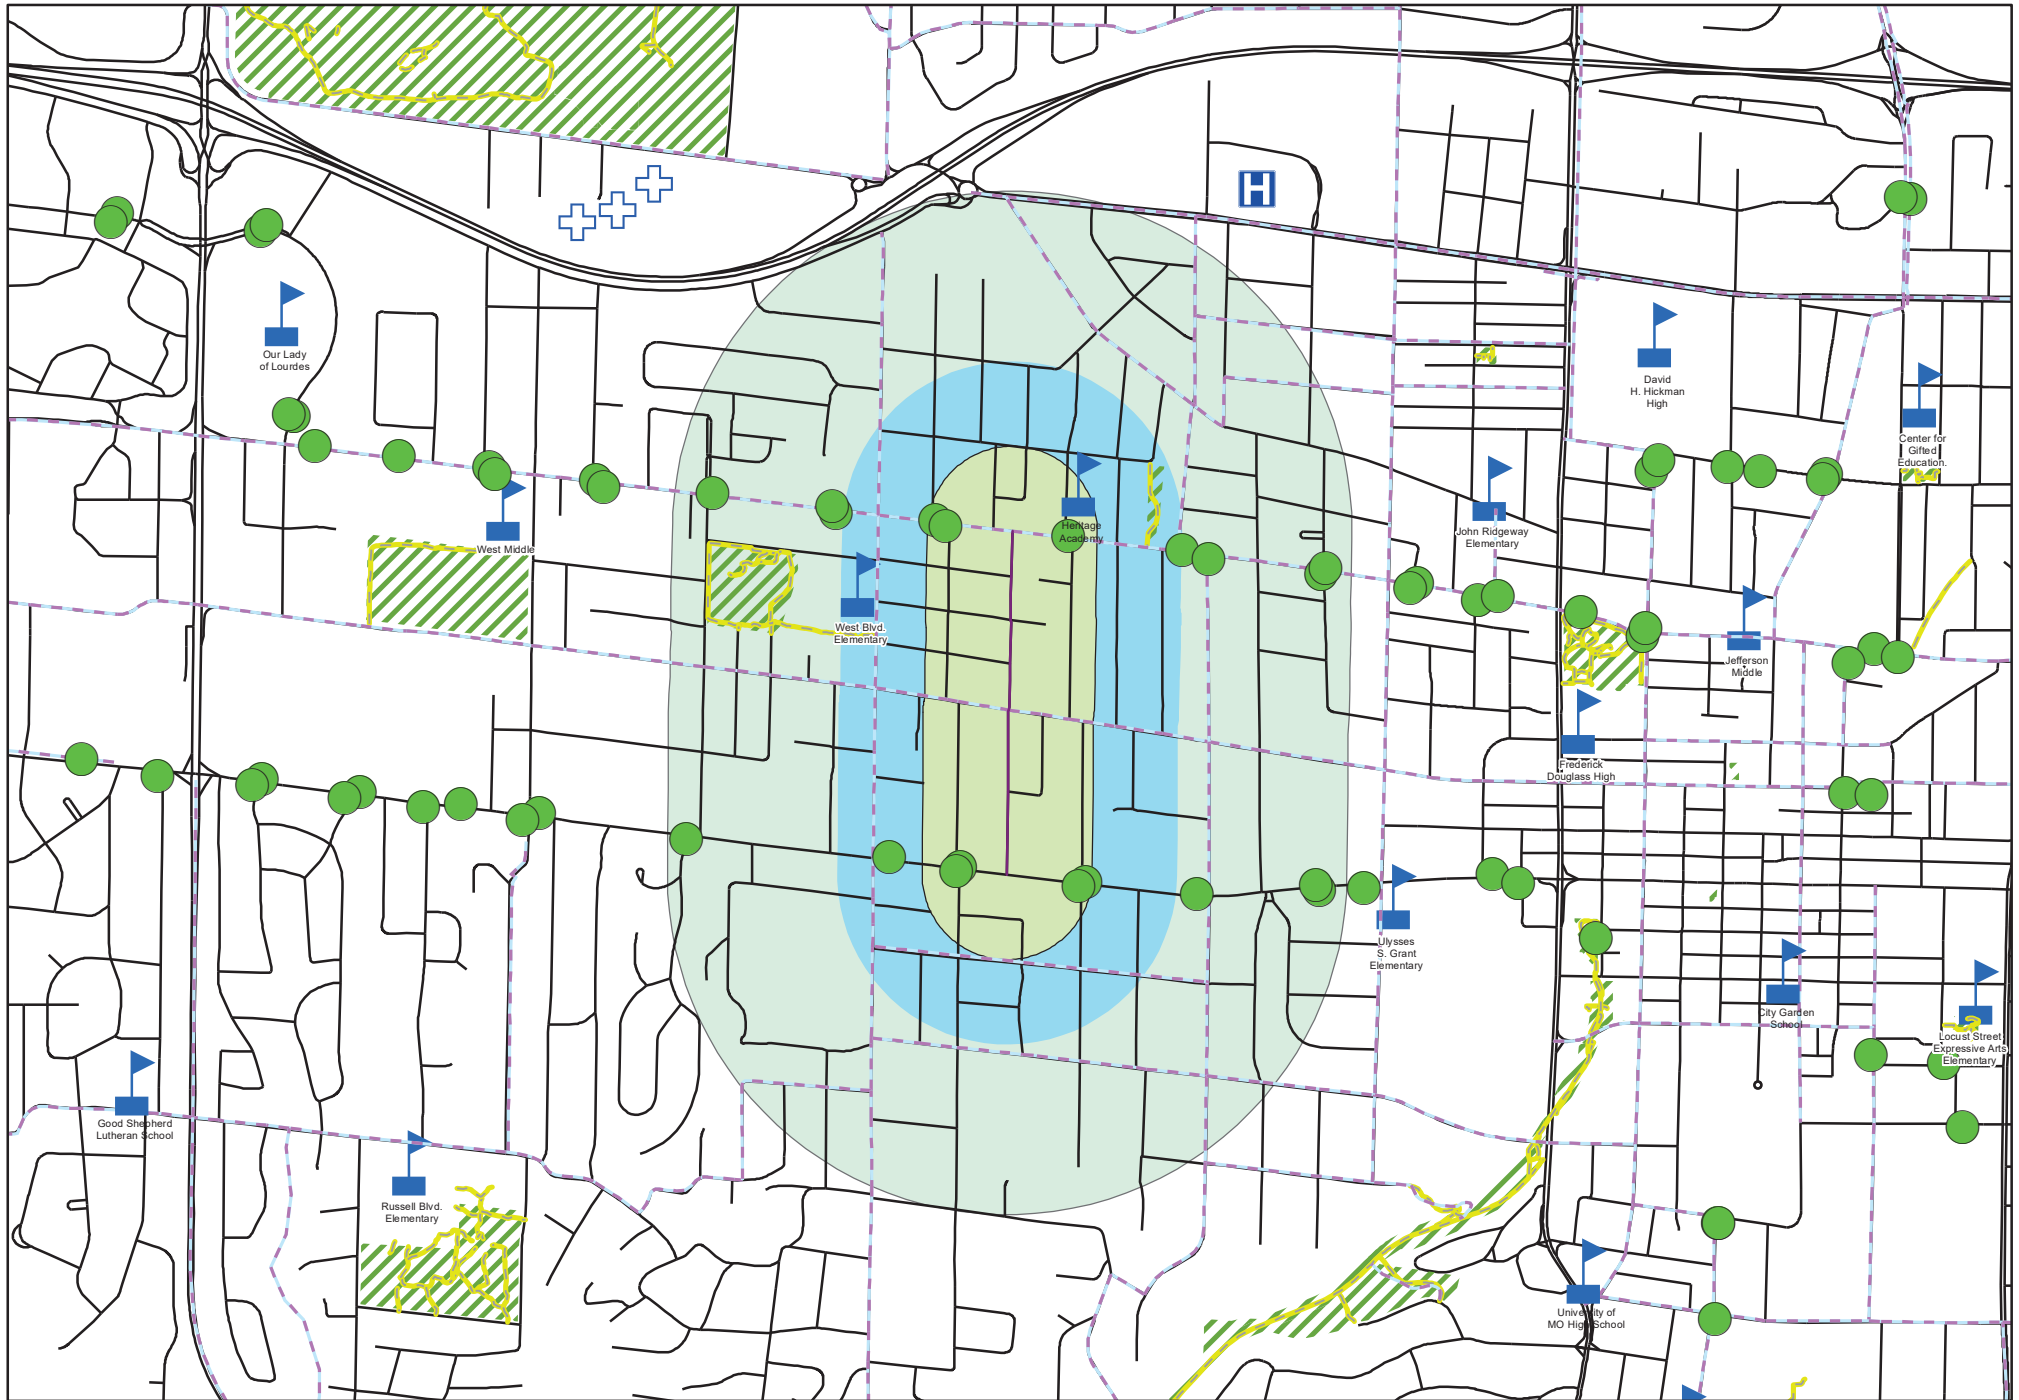 H
Our Lady
of Lourdes
David
H. Hickman
High
Center for
Gifted
Education.
West Middle
Heritage
Academy
John Ridgeway
Elementary
West Blvd.
Elementary
Jefferson
Middle
Frederick
Douglass High
Ulysses
S. Grant
Elementary
City Garden
School
Locust Street
Expressive Arts
Elementary
Good Shepherd
Lutheran School
Russell Blvd.
Elementary
University of
MO High School